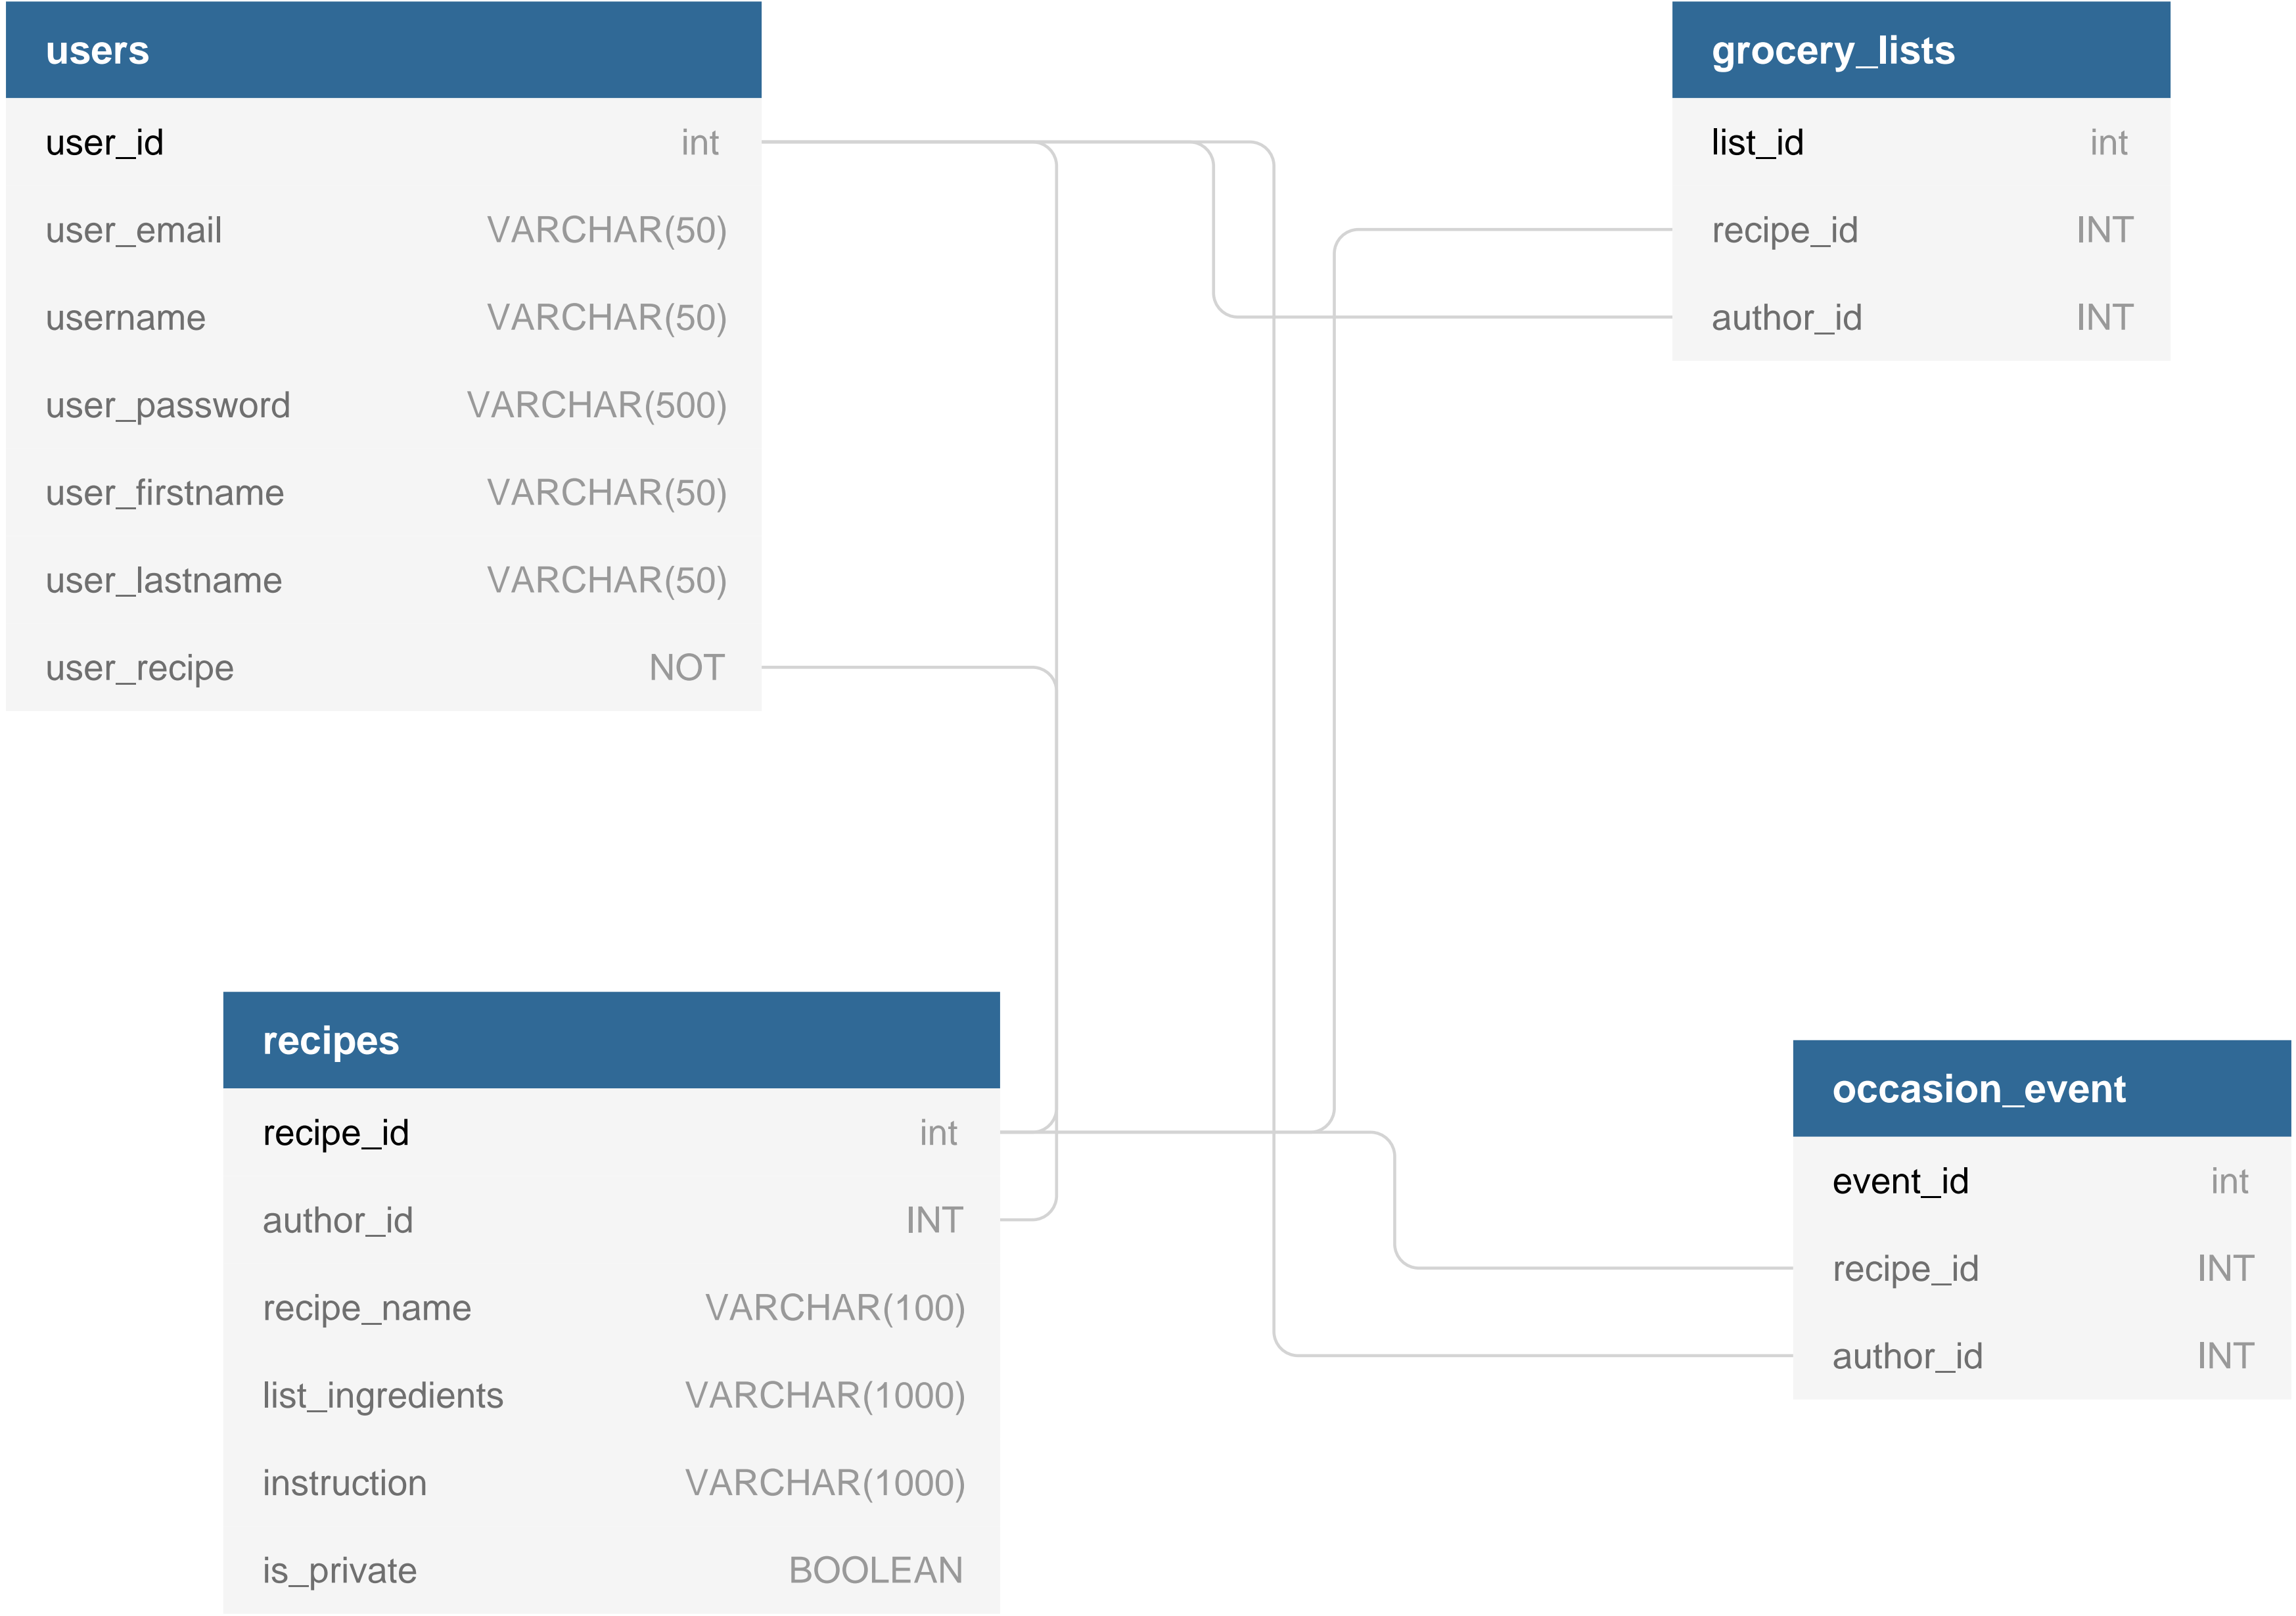 users
user_id int
user_email VARCHAR(50)
username VARCHAR(50)
user_password VARCHAR(500)
user_firstname VARCHAR(50)
user_lastname VARCHAR(50)
user_recipe NOT
grocery_lists
list_id int
recipe_id INT
author_id INT
recipes
recipe_id int
author_id INT
recipe_name VARCHAR(100)
list_ingredients VARCHAR(1000)
instruction VARCHAR(1000)
is_private BOOLEAN
occasion_event
event_id int
recipe_id INT
author_id INT